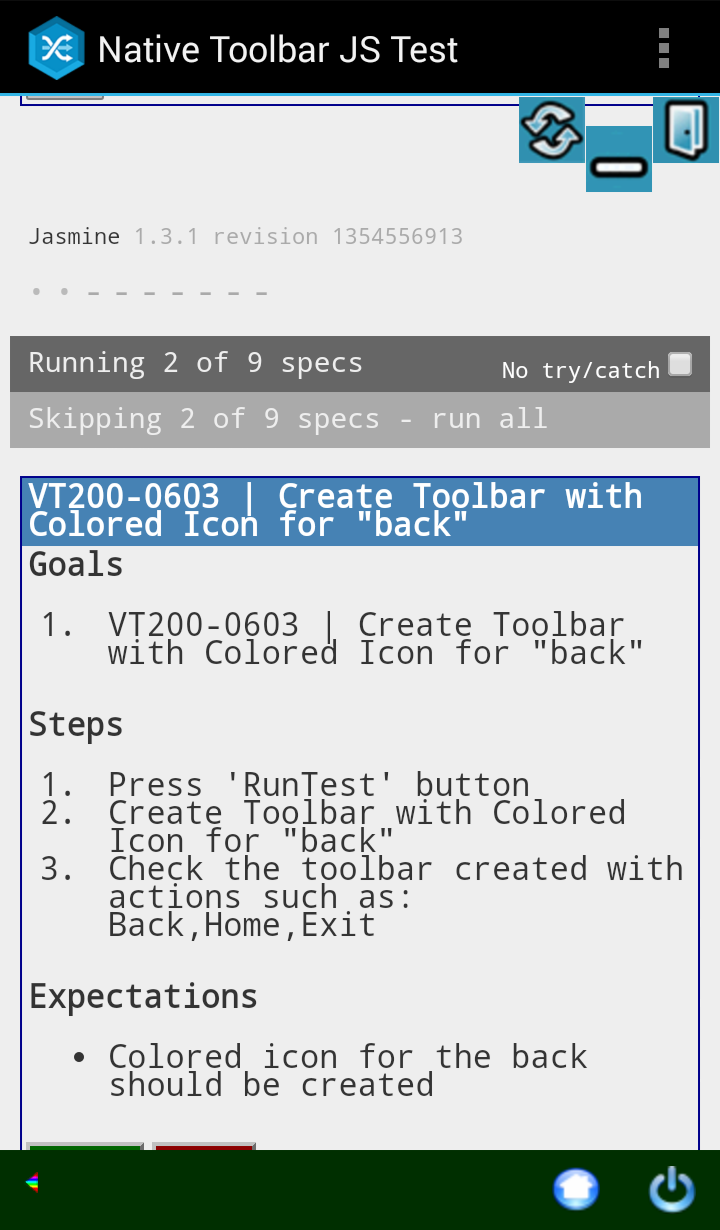 Native Toolbar JS Test
Jasmine 1.3.1 revision 1354556913
Running 2 of 9 specs
No try/catch
Skipping 2 of 9 specs - run all
VT200-0603 | Create Toolbar with
Colored Icon for "back"
Goals
1. VT200-0603 | Create Toolbar
with Colored Icon for "back"
Steps
1. Press 'RunTest' button
2. Create Toolbar with Colored
Icon for "back"
3. Check the toolbar created with
actions such as:
Back,Home,Exit
Expectations
• Colored icon for the back
should be created